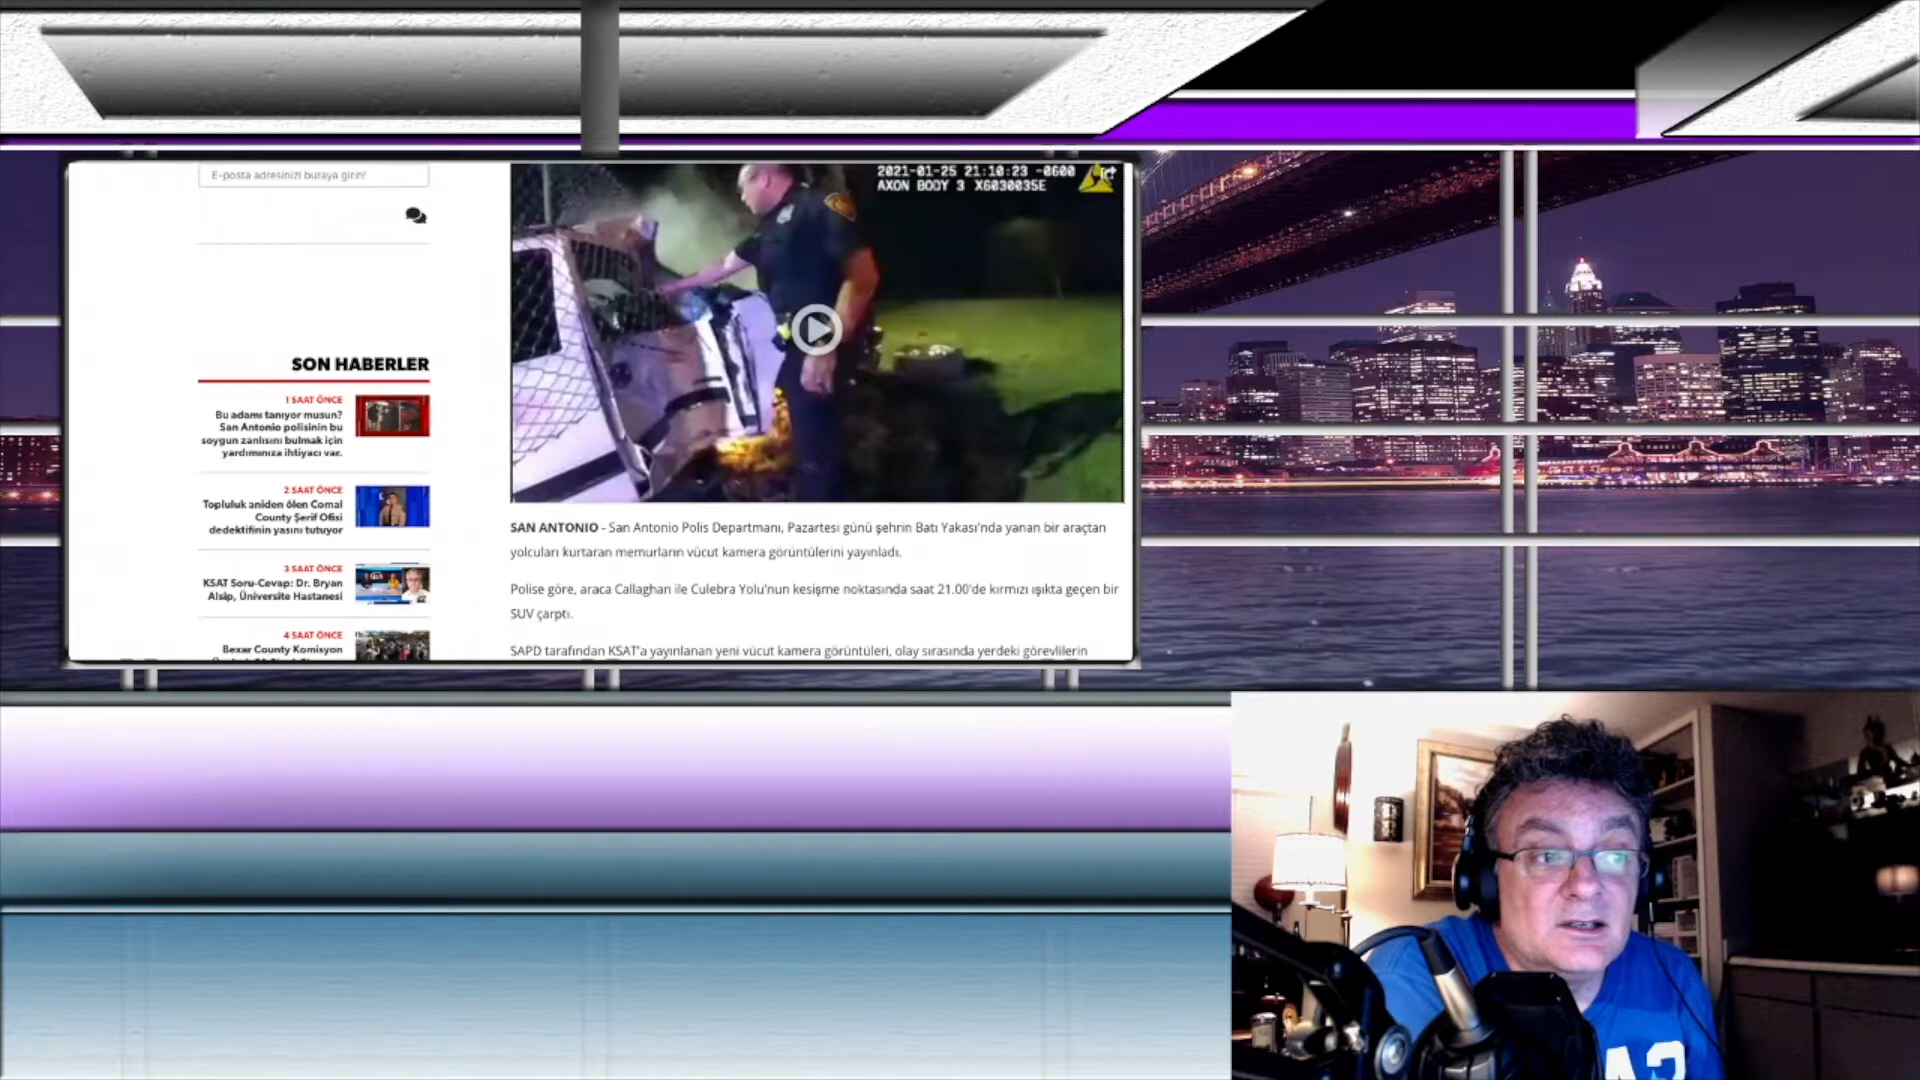 E-posta adresinizi buraya girin!
SON HABERLER
1 SAAT ÖNCE
Bu adamı tanıyor musun?
San Antonio polisinin bu
soygun zanlısını bulmak için
yardımınıza ihtiyacı var.
2 SAAT ÖNCE
Topluluk aniden ölen Comal
County Şerif Ofisi
dedektifinin yasını tutuyor
3 SAAT ÖNCE
KSAT Soru-Cevap: Dr. Bryan
Alsip, Üniversite Hastanesi
4 SAAT ÖNCE
Bexar County Komisyon
2021-01-25 21:10:23 -0600
AXON BODY 3 X6030035E
SAN ANTONIO - San Antonio Polis Departmanı, Pazartesi günü şehrin Batı Yakası'nda yanan bir araçtan
yolcuları kurtaran memurların vücut kamera görüntülerini yayınladı.
Polise göre, araca Callaghan ile Culebra Yolu'nun kesişme noktasında saat 21.00'de kırmızı ışıkta geçen bir
SUV çarptı.
SAPD tarafından KSAT'a yayınlanan yeni vücut kamera görüntüleri, olay sırasında yerdeki görevlilerin